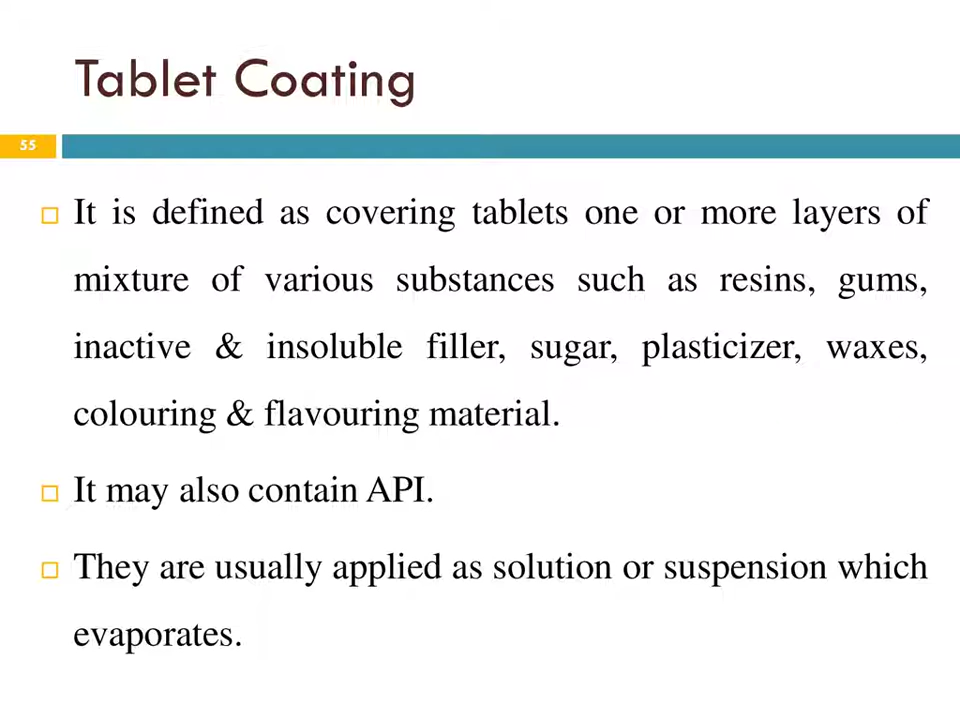 Tablet Coating
55
It is defined as covering tablets one or more layers of
mixture of various substances such as resins, gums,
inactive & insoluble filler, sugar, plasticizer, waxes,
colouring & flavouring material.
It may also contain API.
They are usually applied as solution or suspension which
evaporates.